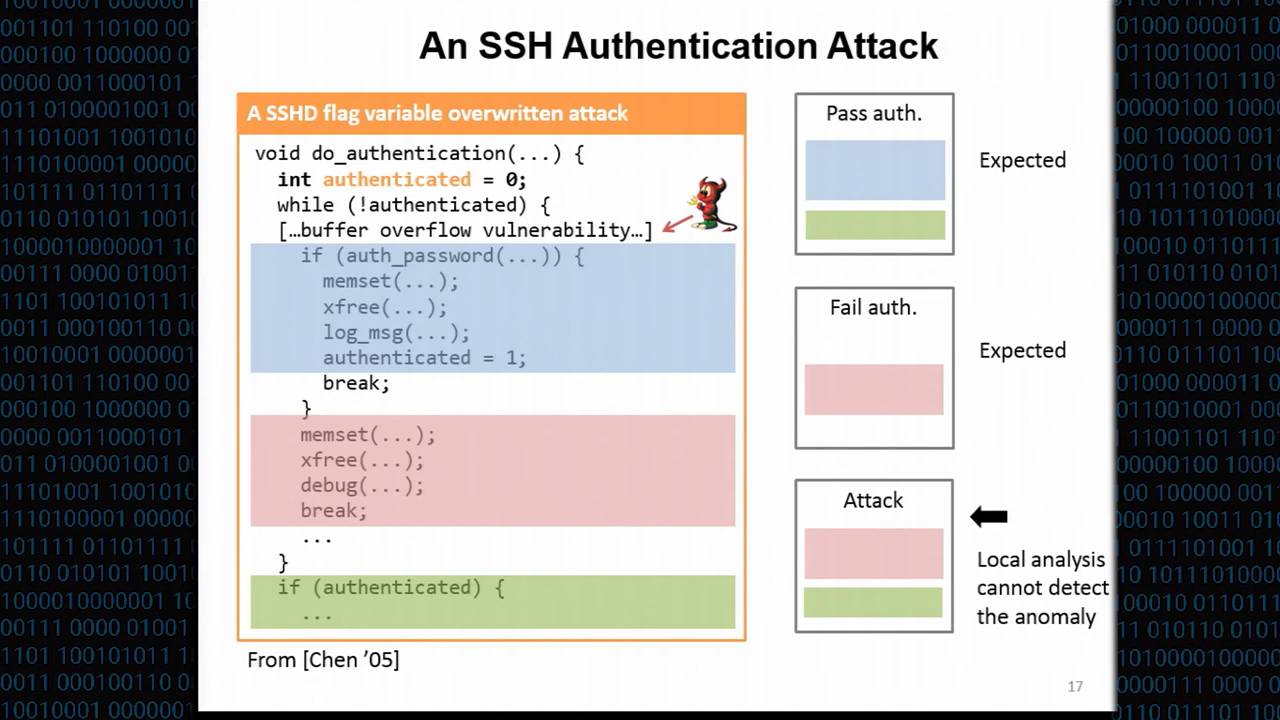 An SSH Authentication Attack
A SSHD flag variable overwritten attack
void do_authentication(...) {
int authenticated = 0;
while (!authenticated) {
[…buffer overflow vulnerability…]
if (auth_password(...)) {
memset(...);
xfree(...);
log_msg(...);
authenticated = 1;
break;
}
memset(...);
xfree(...);
debug(...);
break;
...
}
if (authenticated) {
...
From [Chen ’05]
Pass auth.
Expected
Fail auth.
Expected
Attack
Local analysis
cannot detect
the anomaly
17